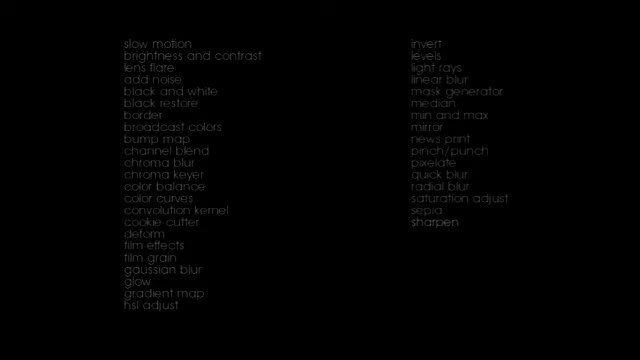 slow motion
brightness and contrast
lens flare
add noise
black and white
black restore
border
broadcast colors
bump map
channel blend
chroma blur
chroma keyer
color balance
color curves
convolution kernel
cookie cutter
deform
film effects
film grain
gaussian blur
glow
gradient map
hsl adjust
invert
levels
light rays
linear blur
mask generator
median
min and max
mirror
news print
pinch/punch
pixelate
quick blur
radial blur
saturation adjust
sepia
sharpen